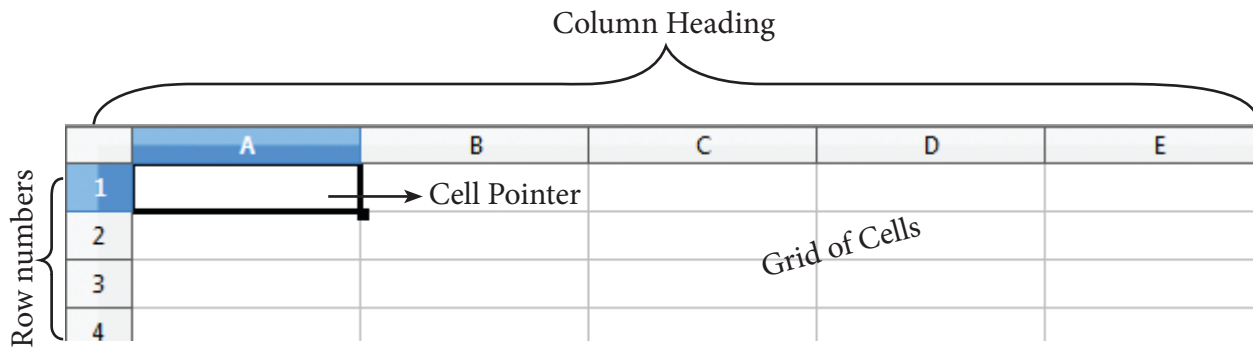 Column Heading
A B C D E
Row numbers
1
Cell Pointer
2
Grid of Cells
3
4